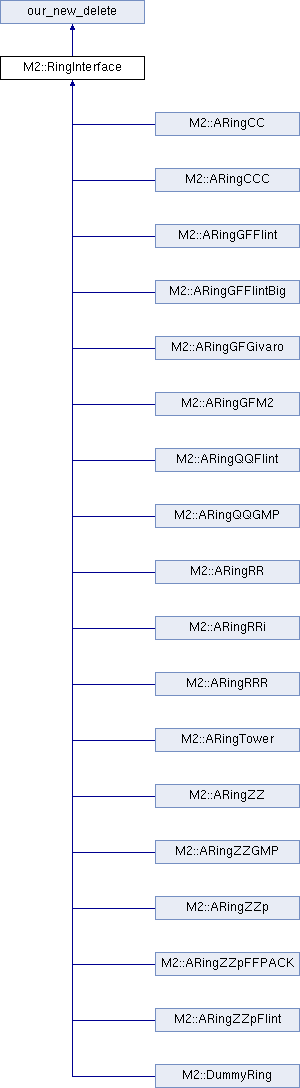 our_new_delete
M2::RingInterface
M2::ARingCC
M2::ARingCCC
M2::ARingGFFlint
M2::ARingGFFlintBig
M2::ARingGFGivaro
M2::ARingGFM2
M2::ARingQQFlint
M2::ARingQQGMP
M2::ARingRR
M2::ARingRRi
M2::ARingRRR
M2::ARingTower
M2::ARingZZ
M2::ARingZZGMP
M2::ARingZZp
M2::ARingZZpFFPACK
M2::ARingZZpFlint
M2::DummyRing